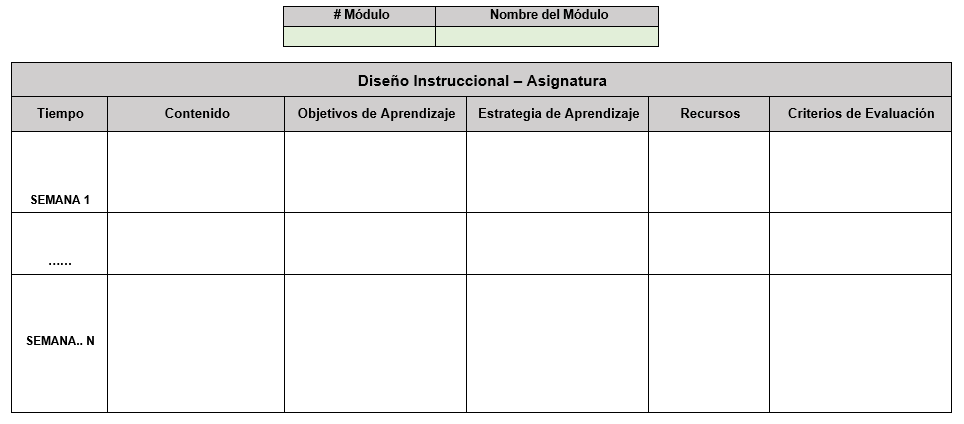 # Módulo Nombre del Módulo
Diseño Instruccional – Asignatura
Tiempo Contenido Objetivos de Aprendizaje Estrategia de Aprendizaje Recursos Criterios de Evaluación
SEMANA 1
......
SEMANA.. N